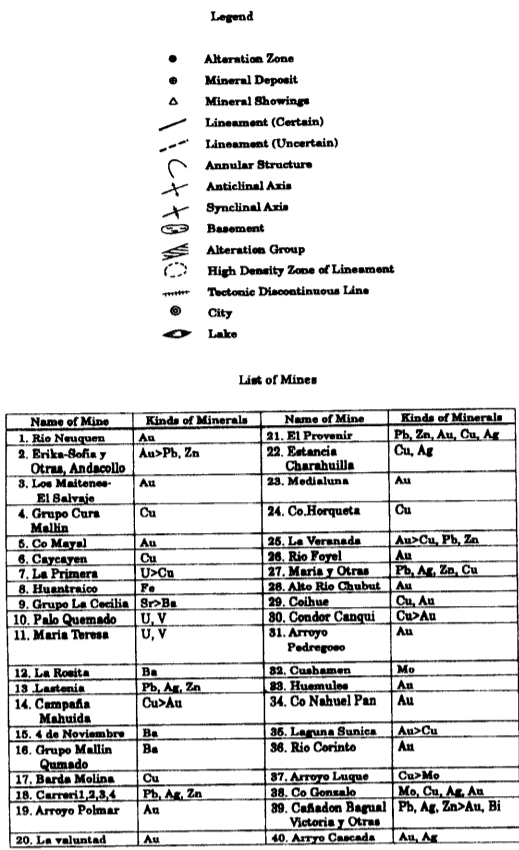 Legend
Alteration Zone
Mineral Deposit
Mineral Showings
Lineament (Certain)
Lineament (Uncertain)
Annular Structure
Anticlinal Axis
Synclinal Axis
Basement
Alteration Group
High Density Zone of Lineament
Tectonic Discontinuous Line
City
Lake
List of Mines
Name of Mine Kinds of Minerals Name of Mine Kinds of Minerals
1. Rio Neuquen Au 21. El Provenir Pb, Zn, Au, Cu, Ag
2. Erika-Sofia y Au>Pb, Zn 22. Estancia Cu, Ag
Otras, Andacollo Charahuilla
3. Los Maitenes- Au 23. Medialuna Au
El Salvaje
4. Grupo Cura Cu 24. Co.Horqueta Cu
Mallin
5. Co Mayal Au 25. La Veranada Au>Cu, Pb, Zn
6. Caycayen Cu 26. Rio Foyel Au
7. La Primera U>Cu 27. Maria y Otras Pb, Ag, Zn, Cu
8. Huantraico Fe 28. Alto Rio Chubut Au
9. Grupo La Cecilia Sr>Ba 29. Coihue Cu, Au
10. Palo Quemado U, V 30. Condor Canqui Cu>Au
11. Maria Teresa U, V 31. Arroyo Au
Pedregoso
12. La Rosita Ba 32. Cushamen Mo
13 .Lastenia Pb, Ag, Zn 33. Huemules Au
14. Campaña Cu>Au 34. Co Nahuel Pan Au
Mahuida
15. 4 de Noviembre Ba 35. Laguna Sunica Au>Cu
16. Grupo Mallin Ba 36. Rio Corinto Au
Qumado
17. Barda Molina Cu 37. Arroyo Luque Cu>Mo
18. Carreri1,2,3,4 Pb, Ag, Zn 38. Co Gonzalo Mo, Cu, Ag, Au
19. Arroyo Polmar Au 39. Cañadon Bagual Pb, Ag, Zn>Au, Bi
Victoria y Otras
20. La valuntad Au 40. Arryo Cascada Au, Ag